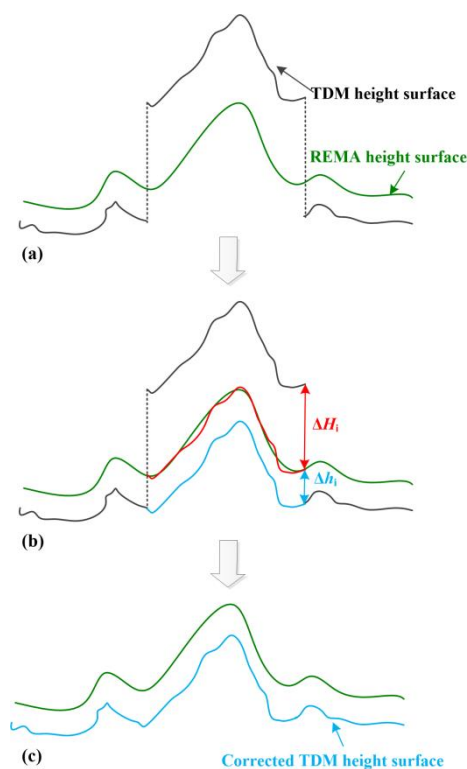 TDM height surface
REMA height surface
(a)
ΔHi
Δhi
(b)
(c)
Corrected TDM height surface